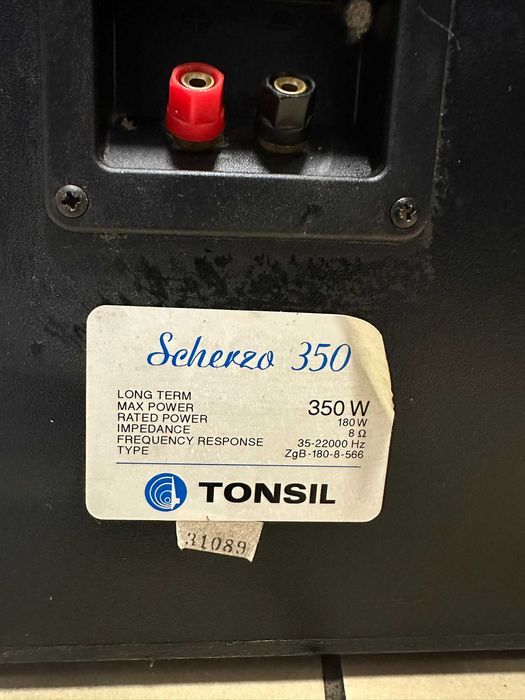 Scherzo 350
LONG TERM
MAX POWER 350 W
RATED POWER 180 W
IMPEDANCE 8 Ω
FREQUENCY RESPONSE 35-22000 Hz
TYPE ZgB-180-8-566
TONSIL
31089